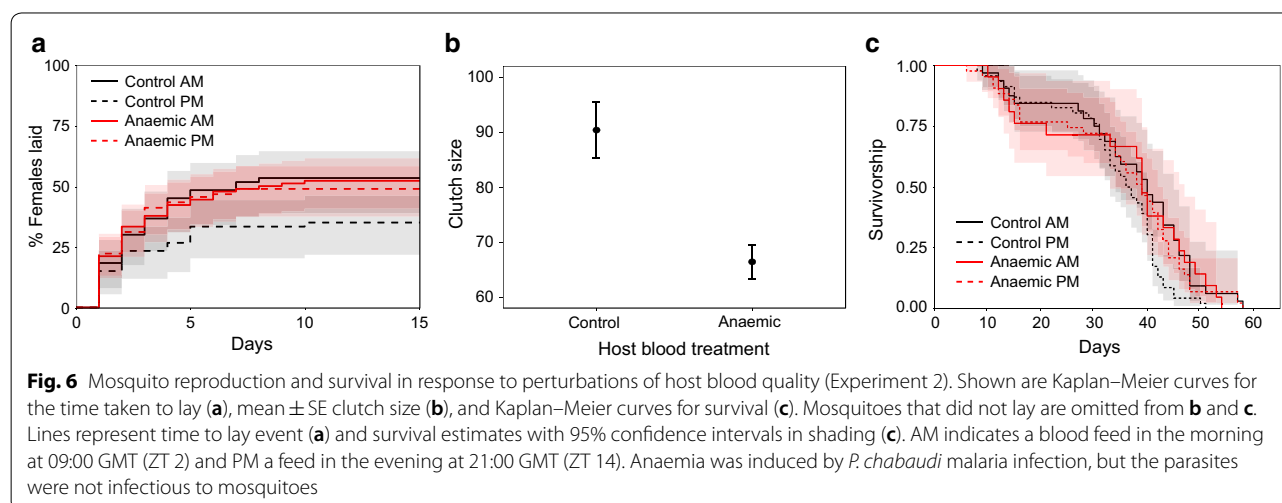 a
% Females laid
100
75
50
25
0
Control AM
Control PM
Anaemic AM
Anaemic PM
0 5 10 15
Days
b
Clutch size
100
90
80
70
60
Control Anaemic
Host blood treatment
c
Survivorship
1.00
0.75
0.50
0.25
0.00
Control AM
Control PM
Anaemic AM
Anaemic PM
0 10 20 30 40 50 60
Days
Fig. 6 Mosquito reproduction and survival in response to perturbations of host blood quality (Experiment 2). Shown are Kaplan–Meier curves for
the time taken to lay (a), mean ± SE clutch size (b), and Kaplan–Meier curves for survival (c). Mosquitoes that did not lay are omitted from b and c.
Lines represent time to lay event (a) and survival estimates with 95% confidence intervals in shading (c). AM indicates a blood feed in the morning
at 09:00 GMT (ZT 2) and PM a feed in the evening at 21:00 GMT (ZT 14). Anaemia was induced by P. chabaudi malaria infection, but the parasites
were not infectious to mosquitoes